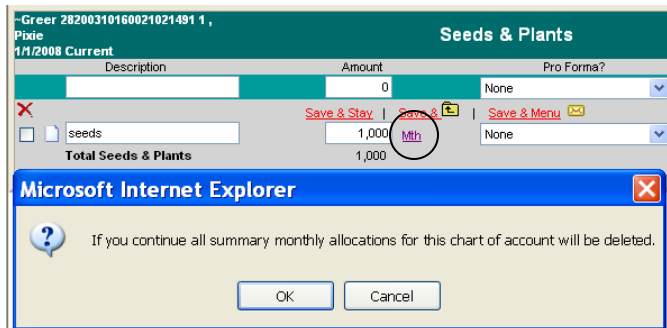 ~Greer 28200310160021021491 1 ,
Pixie
1/1/2008 Current
Seeds & Plants
Description Amount Pro Forma?
0 None
Save & Stay | Save & | Save & Menu
seeds 1,000 Mth None
Total Seeds & Plants 1,000
Microsoft Internet Explorer
If you continue all summary monthly allocations for this chart of account will be deleted.
OK Cancel